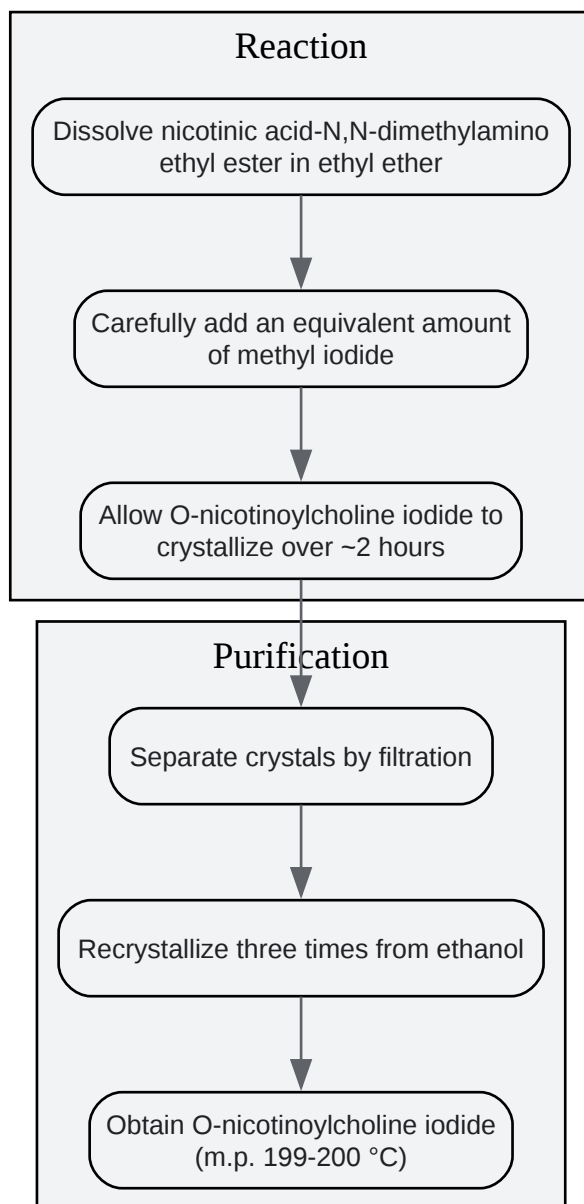 Reaction
Dissolve nicotinic acid-N,N-dimethylamino
ethyl ester in ethyl ether
Carefully add an equivalent amount
of methyl iodide
Allow O-nicotinoylcholine iodide to
crystallize over ~2 hours
Purification
Separate crystals by filtration
Recrystallize three times from ethanol
Obtain O-nicotinoylcholine iodide
(m.p. 199-200 °C)